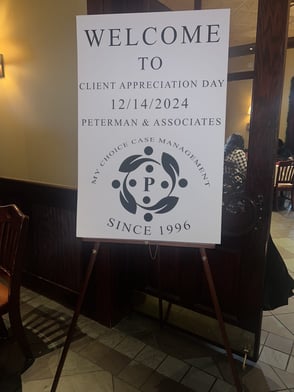 WELCOME
TO
CLIENT APPRECIATION DAY
12/14/2024
PETERMAN & ASSOCIATES
MY CHOICE CASE MANAGEMENT
P
SINCE 1996